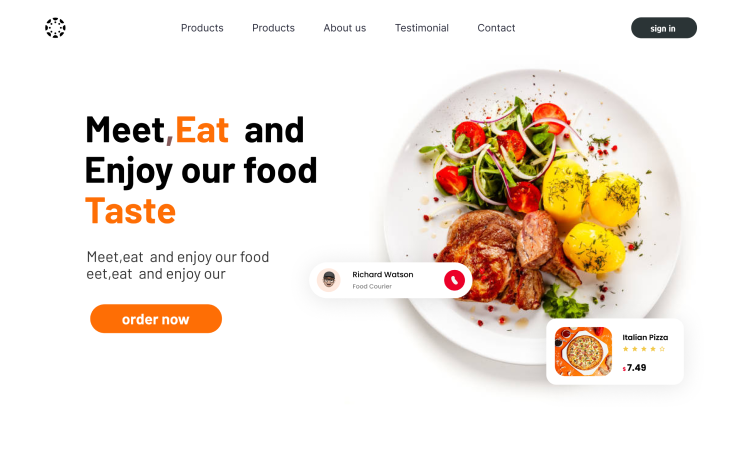 Products Products About us Testimonial Contact sign in
Meet,Eat and
Enjoy our food
Taste
Meet,eat and enjoy our food
eet,eat and enjoy our
order now
Richard Watson
Food Courier
Italian Pizza
$7.49